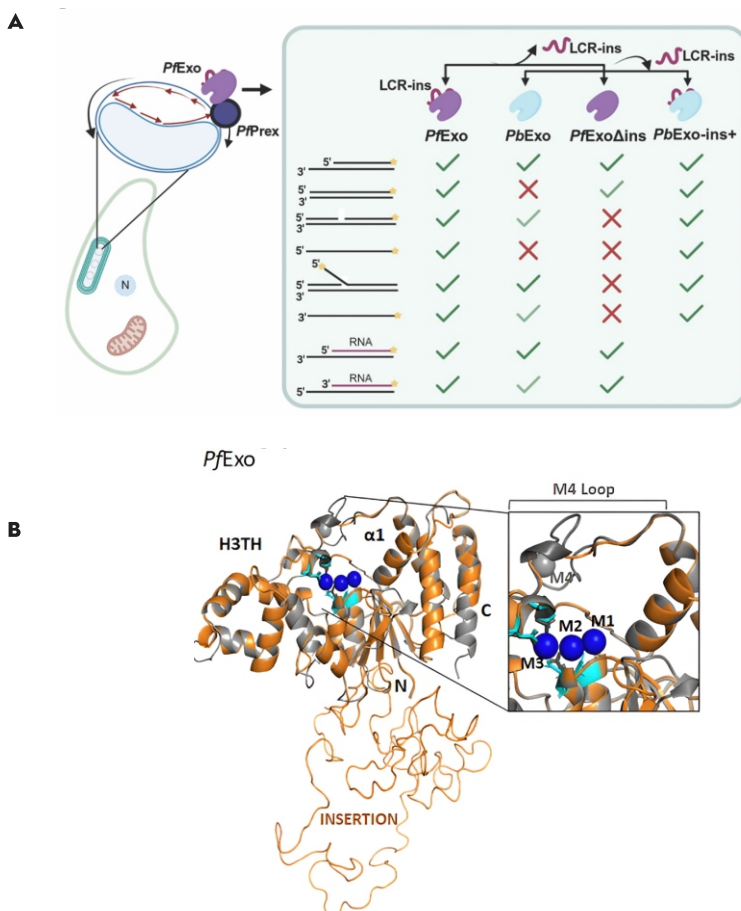 A
PfExo
PfPrex
N
LCR-ins
LCR-ins
LCR-ins
PfExo
PbExo
PfExoΔins
PbExo-ins+
5'
3'
5'
3'
5'
3'
5'
5'
5'
3'
3'
RNA
5'
3'
RNA
3'
5'
B
PfExo
M4 Loop
H3TH
α1
M4
M1
M2
M3
C
N
INSERTION